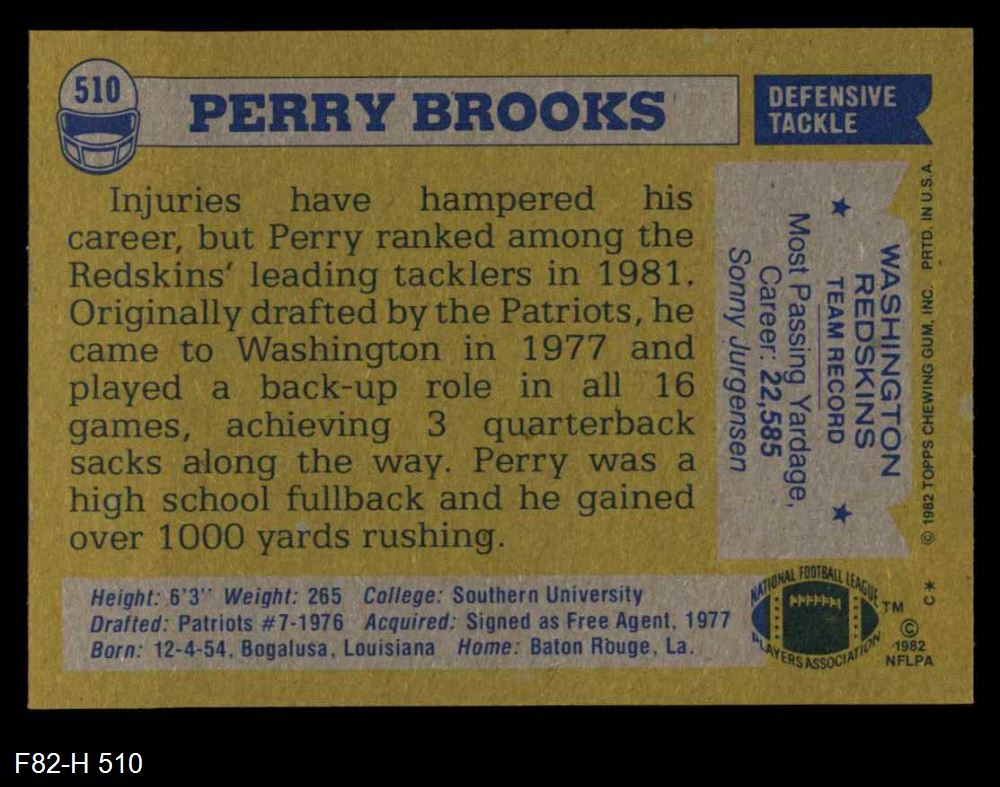 510
PERRY BROOKS
DEFENSIVE
TACKLE
Injuries have hampered his
career, but Perry ranked among the
Redskins' leading tacklers in 1981.
Originally drafted by the Patriots, he
came to Washington in 1977 and
played a back-up role in all 16
games, achieving 3 quarterback
sacks along the way. Perry was a
high school fullback and he gained
over 1000 yards rushing.
WASHINGTON
REDSKINS
TEAM RECORD
Most Passing Yardage,
Career: 22,585
Sonny Jurgensen
© 1982 TOPPS CHEWING GUM, INC. PRTD. IN U.S.A.
C*
Height: 6'3" Weight: 265 College: Southern University
Drafted: Patriots #7-1976 Acquired: Signed as Free Agent, 1977
Born: 12-4-54, Bogalusa, Louisiana Home: Baton Rouge, La.
NATIONAL FOOTBALL LEAGUE
PLAYERS ASSOCIATION
TM
©
1982
NFLPA
F82-H 510